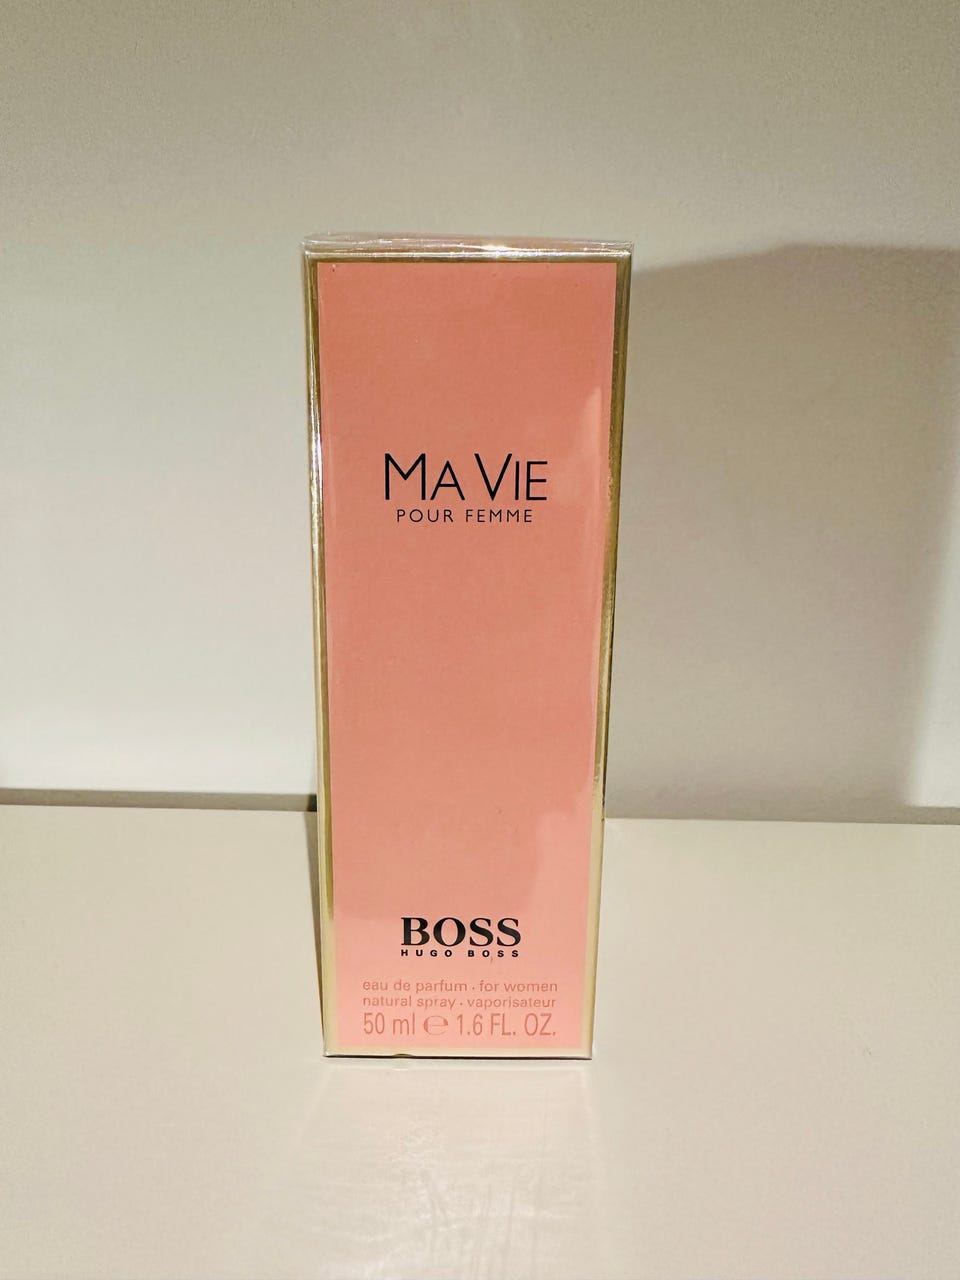 MA VIE
POUR FEMME
BOSS
HUGO BOSS
eau de parfum · for women
natural spray · vaporisateur
50 ml ℮ 1.6 FL. OZ.